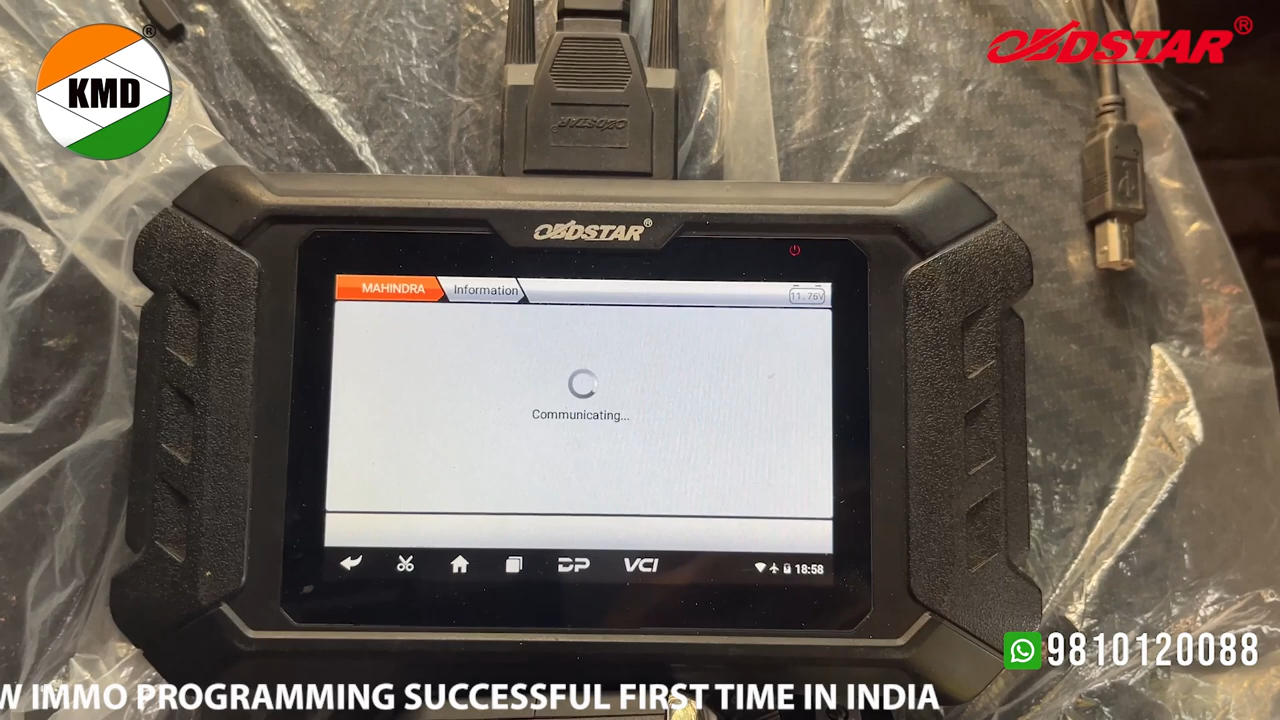 KMD®
OBDSTAR®
OBDSTAR
OBDSTAR®
MAHINDRA Information 11.76V
Communicating...
DP VCI 18:58
9810120088
W IMMO PROGRAMMING SUCCESSFUL FIRST TIME IN INDIA